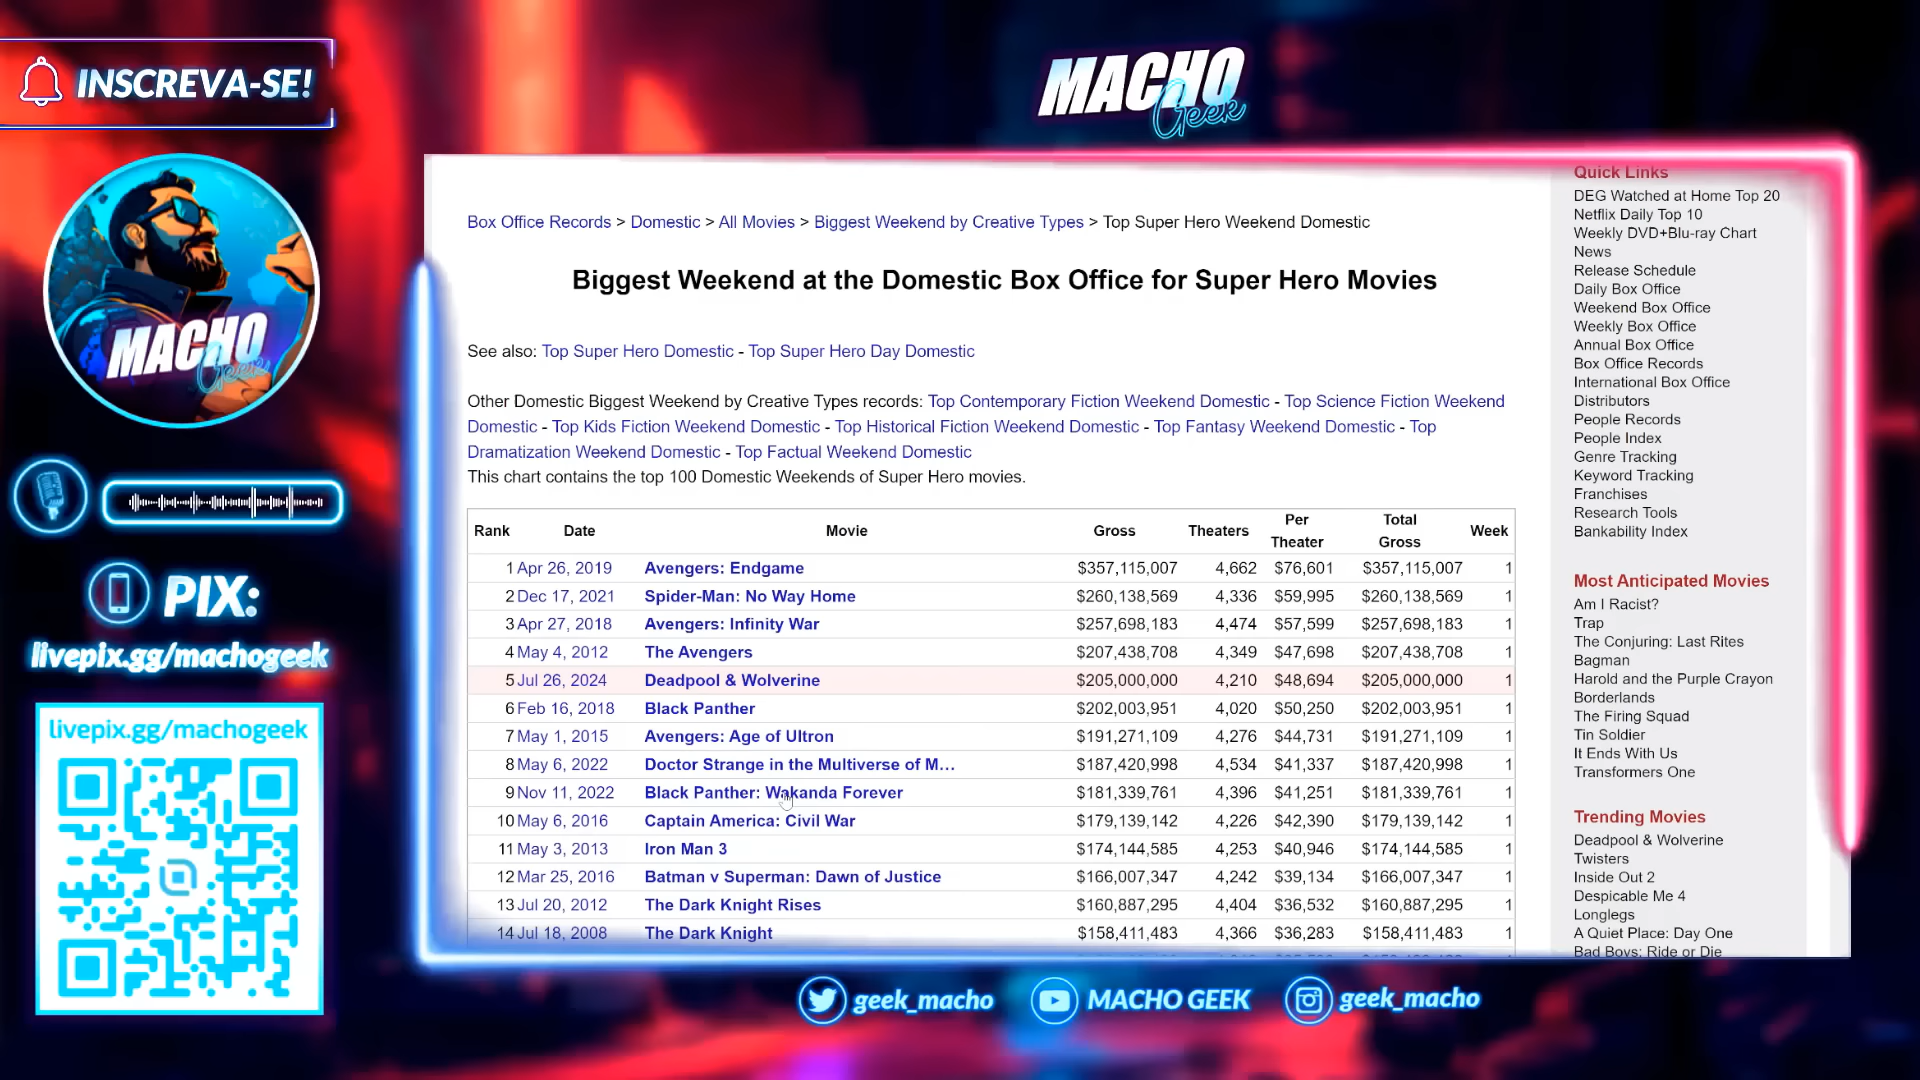 INSCREVA-SE!
MACHO
Geek
MACHO
Geek
PIX:
livepix.gg/machogeek
livepix.gg/machogeek
Box Office Records > Domestic > All Movies > Biggest Weekend by Creative Types > Top Super Hero Weekend Domestic
Biggest Weekend at the Domestic Box Office for Super Hero Movies
See also: Top Super Hero Domestic - Top Super Hero Day Domestic
Other Domestic Biggest Weekend by Creative Types records: Top Contemporary Fiction Weekend Domestic - Top Science Fiction Weekend
Domestic - Top Kids Fiction Weekend Domestic - Top Historical Fiction Weekend Domestic - Top Fantasy Weekend Domestic - Top
Dramatization Weekend Domestic - Top Factual Weekend Domestic
This chart contains the top 100 Domestic Weekends of Super Hero movies.
Rank Date Movie Gross Theaters Per Theater Total Gross Week
1 Apr 26, 2019 Avengers: Endgame $357,115,007 4,662 $76,601 $357,115,007 1
2 Dec 17, 2021 Spider-Man: No Way Home $260,138,569 4,336 $59,995 $260,138,569 1
3 Apr 27, 2018 Avengers: Infinity War $257,698,183 4,474 $57,599 $257,698,183 1
4 May 4, 2012 The Avengers $207,438,708 4,349 $47,698 $207,438,708 1
5 Jul 26, 2024 Deadpool & Wolverine $205,000,000 4,210 $48,694 $205,000,000 1
6 Feb 16, 2018 Black Panther $202,003,951 4,020 $50,250 $202,003,951 1
7 May 1, 2015 Avengers: Age of Ultron $191,271,109 4,276 $44,731 $191,271,109 1
8 May 6, 2022 Doctor Strange in the Multiverse of M… $187,420,998 4,534 $41,337 $187,420,998 1
9 Nov 11, 2022 Black Panther: Wakanda Forever $181,339,761 4,396 $41,251 $181,339,761 1
10 May 6, 2016 Captain America: Civil War $179,139,142 4,226 $42,390 $179,139,142 1
11 May 3, 2013 Iron Man 3 $174,144,585 4,253 $40,946 $174,144,585 1
12 Mar 25, 2016 Batman v Superman: Dawn of Justice $166,007,347 4,242 $39,134 $166,007,347 1
13 Jul 20, 2012 The Dark Knight Rises $160,887,295 4,404 $36,532 $160,887,295 1
14 Jul 18, 2008 The Dark Knight $158,411,483 4,366 $36,283 $158,411,483 1
Quick Links
DEG Watched at Home Top 20
Netflix Daily Top 10
Weekly DVD+Blu-ray Chart
News
Release Schedule
Daily Box Office
Weekend Box Office
Weekly Box Office
Annual Box Office
Box Office Records
International Box Office
Distributors
People Records
People Index
Genre Tracking
Keyword Tracking
Franchises
Research Tools
Bankability Index
Most Anticipated Movies
Am I Racist?
Trap
The Conjuring: Last Rites
Bagman
Harold and the Purple Crayon
Borderlands
The Firing Squad
Tin Soldier
It Ends With Us
Transformers One
Trending Movies
Deadpool & Wolverine
Twisters
Inside Out 2
Despicable Me 4
Longlegs
A Quiet Place: Day One
Bad Boys: Ride or Die
geek_macho
MACHO GEEK
geek_macho